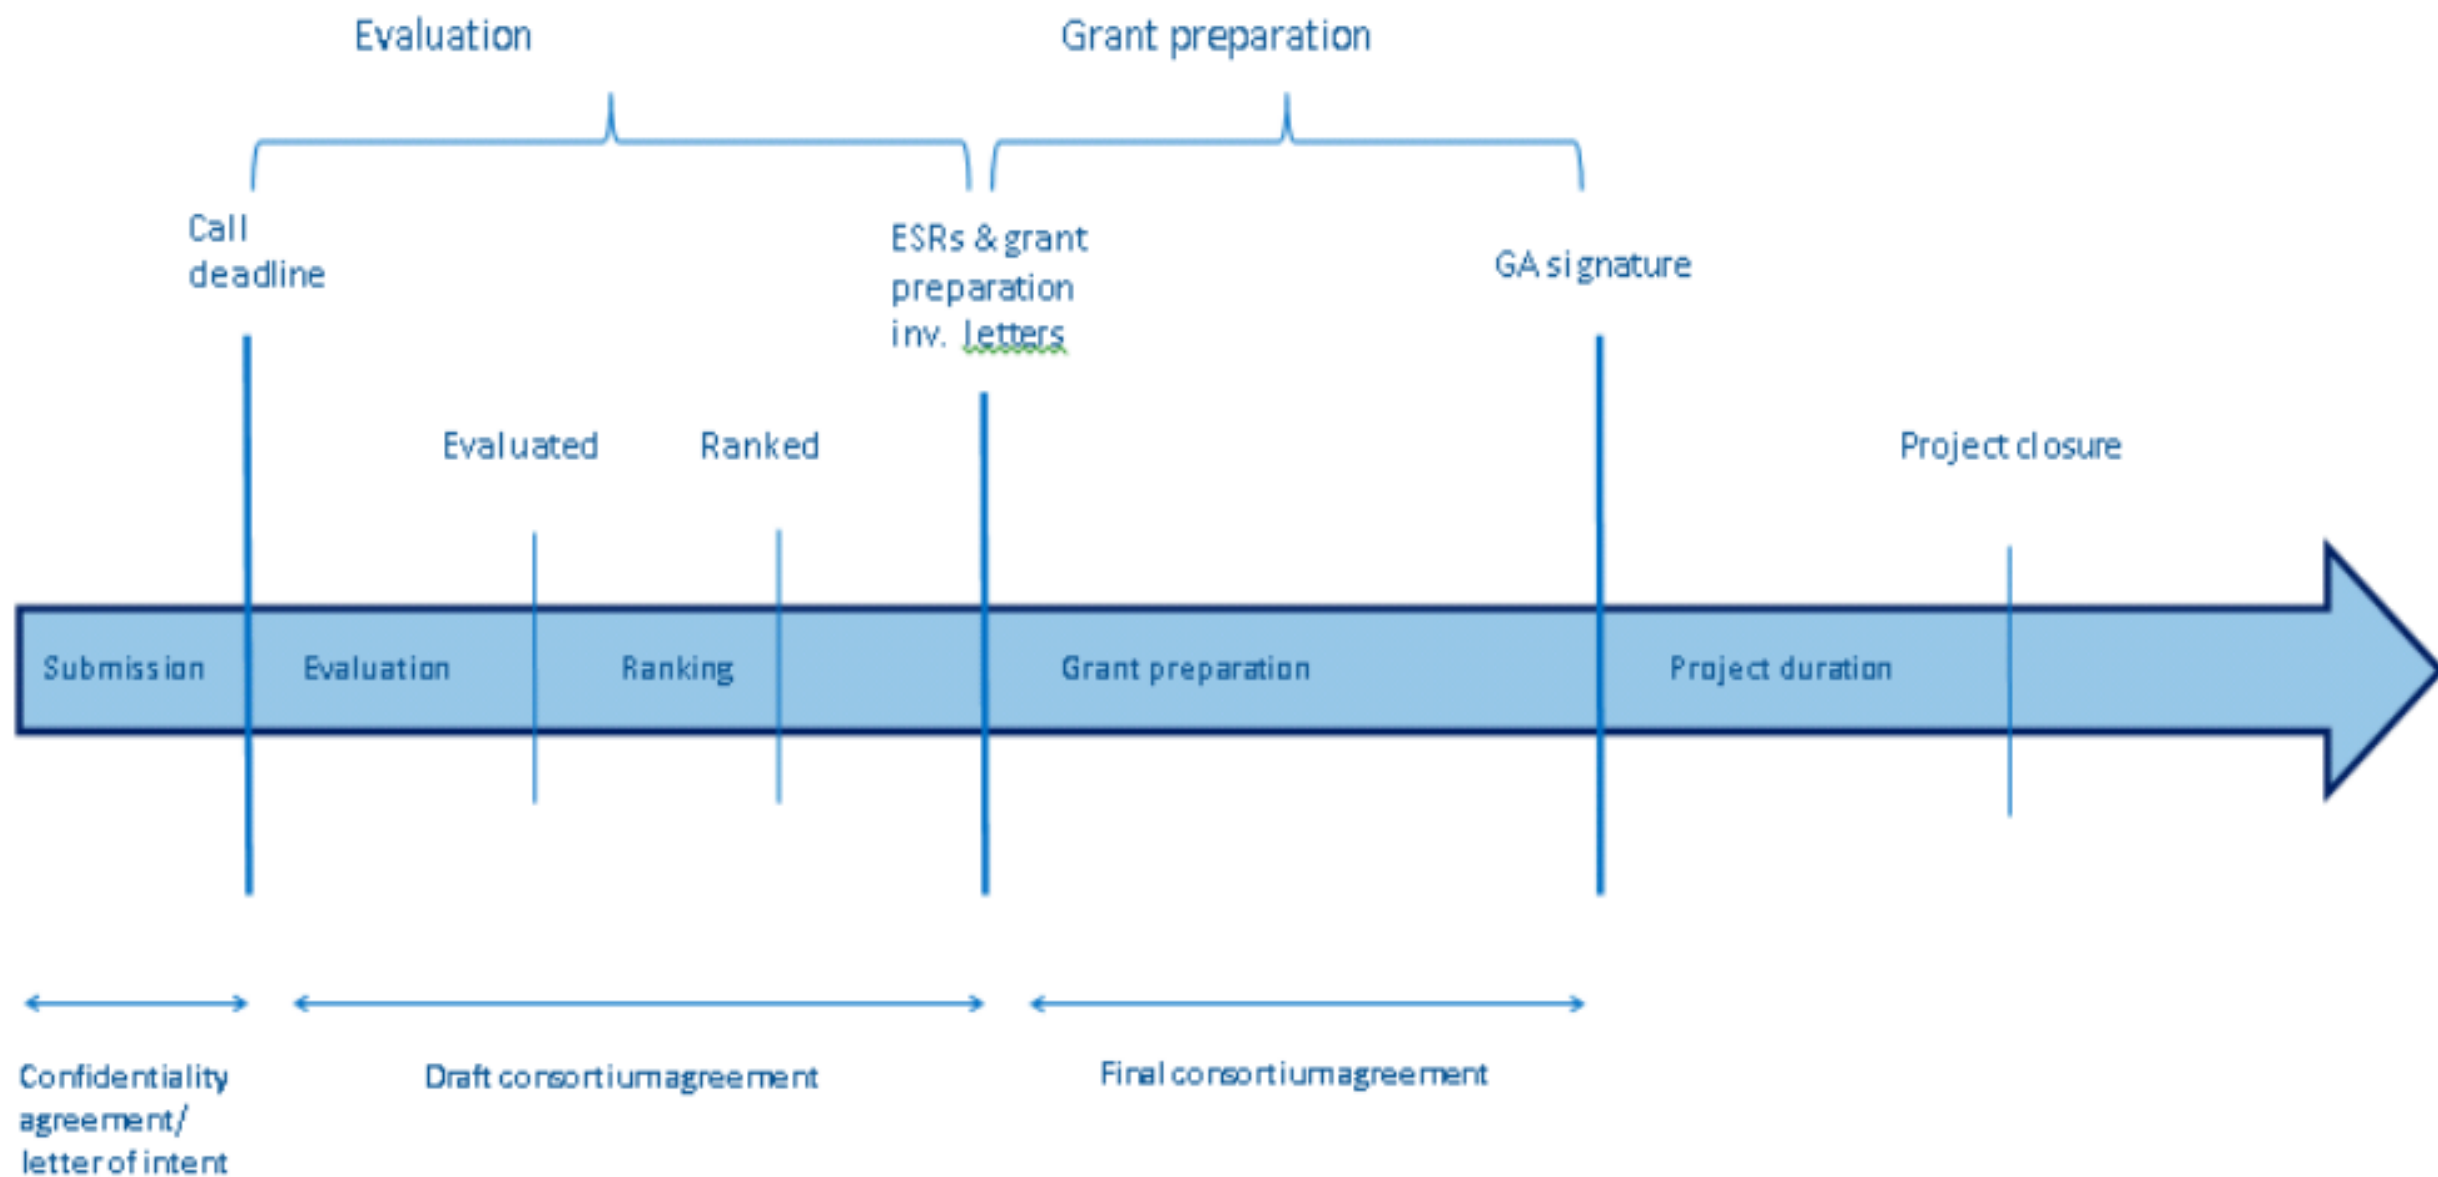 Evaluation
Grant preparation
Call
deadline
ESRs & grant
preparation
inv. letters
GA signature
Evaluated
Ranked
Project closure
Submission
Evaluation
Ranking
Grant preparation
Project duration
Confidentiality
agreement/
letter of intent
Draft consortium agreement
Final consortium agreement